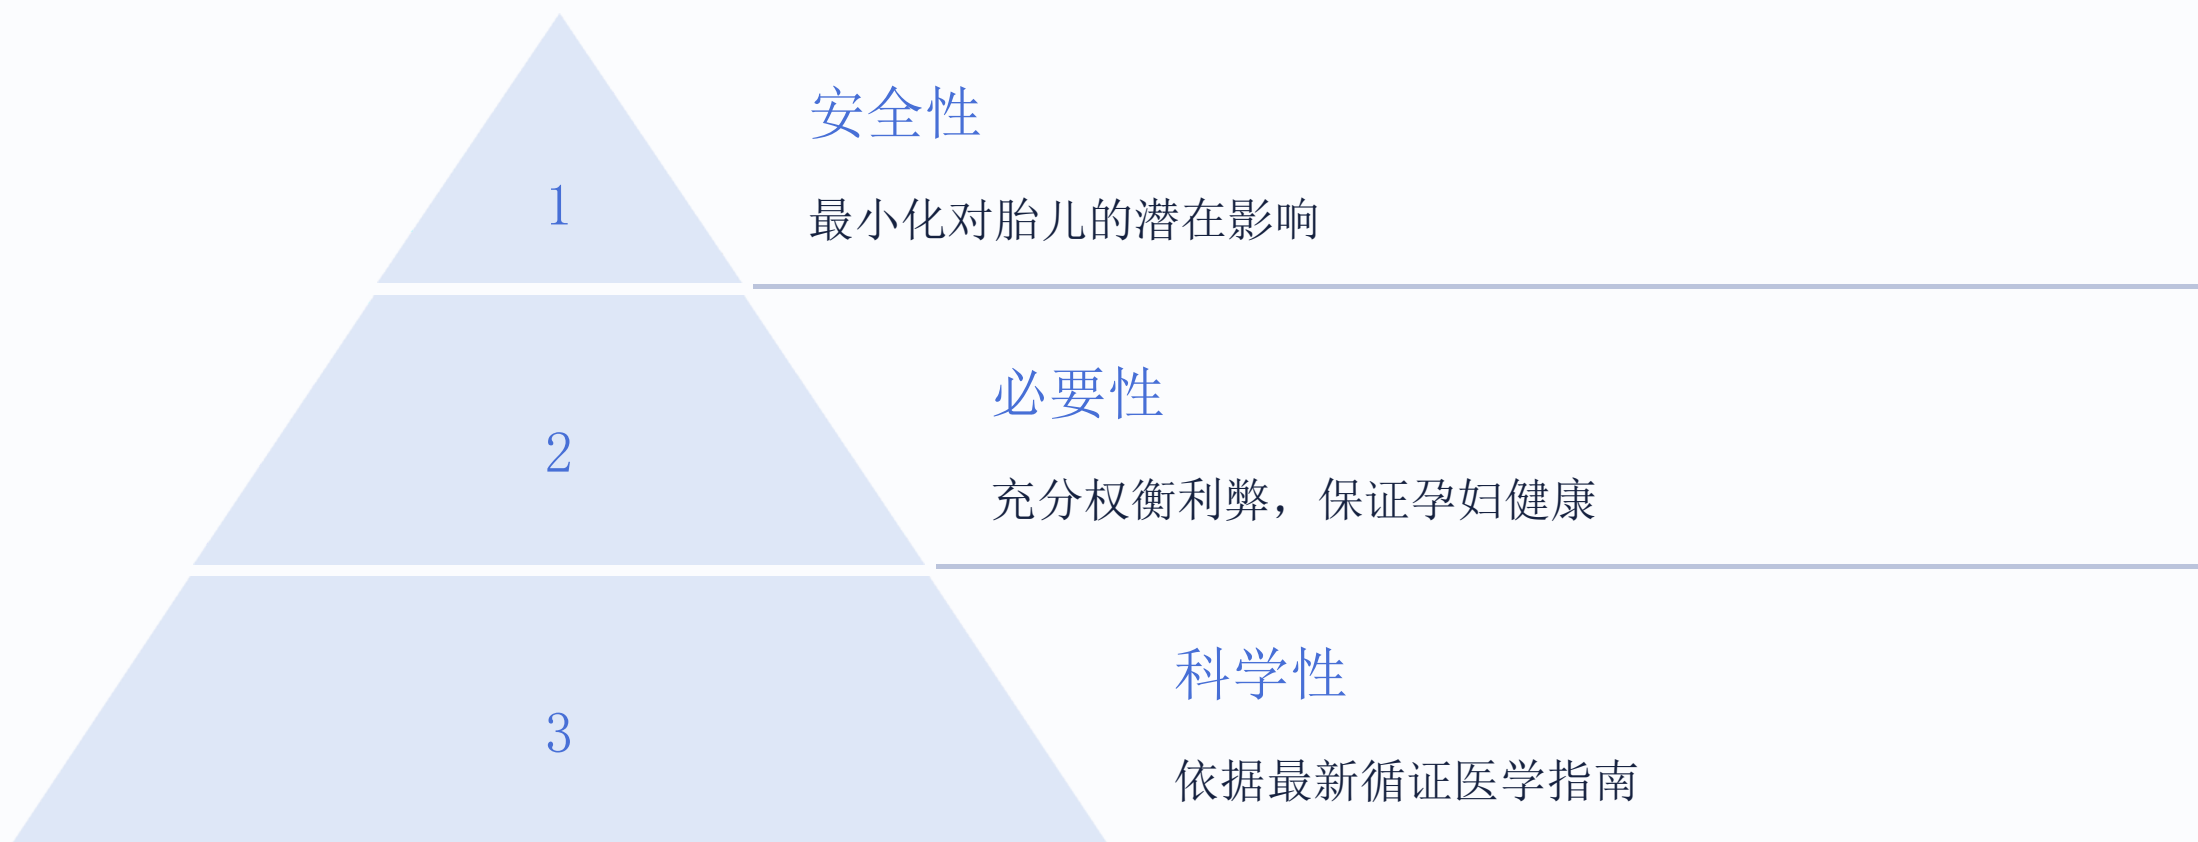 1
安全性
最小化对胎儿的潜在影响
2
必要性
充分权衡利弊，保证孕妇健康
3
科学性
依据最新循证医学指南